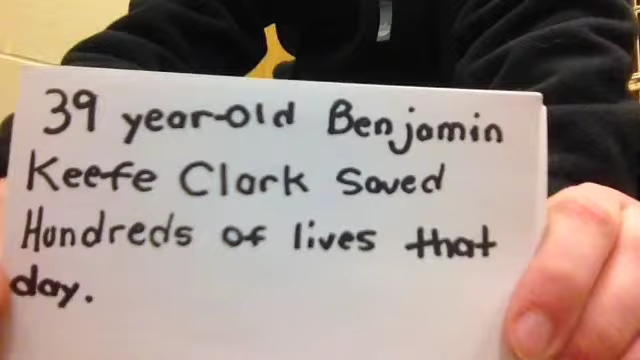 39 year-old Benjamin
Keefe Clark Saved
Hundreds of lives that
day.